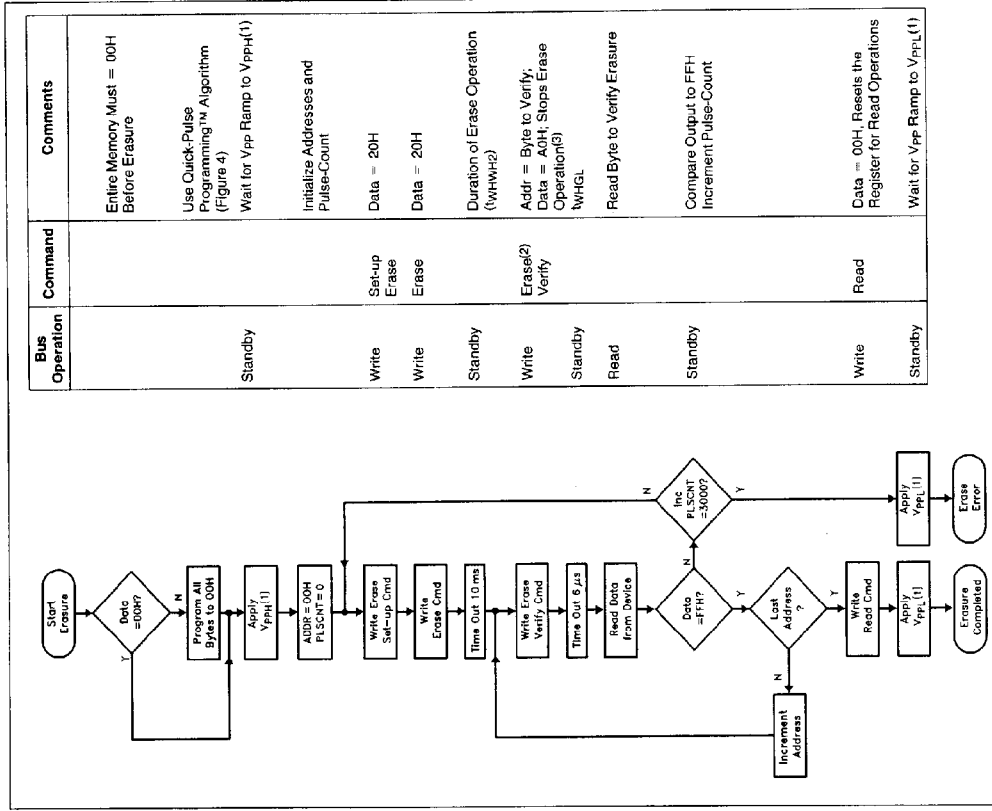 Start
Erasure
Data
=00H?
Y
N
Program All
Bytes to 00H
Apply
VPPH(1)
ADDR = 00H
PLSCNT = 0
Write Erase
Set-up Cmd
Write
Erase Cmd
Time Out 10 ms
Write Erase
Verify Cmd
Time Out 6 μs
Read Data
from Device
Data
=FFH?
N
Y
Inc
PLSCNT
=3000?
N
Y
Last
Address
?
N
Y
Increment
Address
Write
Read Cmd
Apply
VPPL(1)
Apply
VPPL(1)
Erasure
Completed
Erase
Error
Bus
Operation
Command
Comments
Entire Memory Must = 00H
Before Erasure
Use Quick-Pulse
Programming™ Algorithm
(Figure 4)
Standby
Wait for VPP Ramp to VPPH(1)
Initialize Addresses and
Pulse-Count
Write
Set-up
Erase
Data = 20H
Write
Erase
Data = 20H
Standby
Duration of Erase Operation
(tWHWH2)
Write
Erase(2)
Verify
Addr = Byte to Verify;
Data = A0H; Stops Erase
Operation(3)
Standby
tWHGL
Read
Read Byte to Verify Erasure
Standby
Compare Output to FFH
Increment Pulse-Count
Write
Read
Data = 00H, Resets the
Register for Read Operations
Standby
Wait for VPP Ramp to VPPL(1)